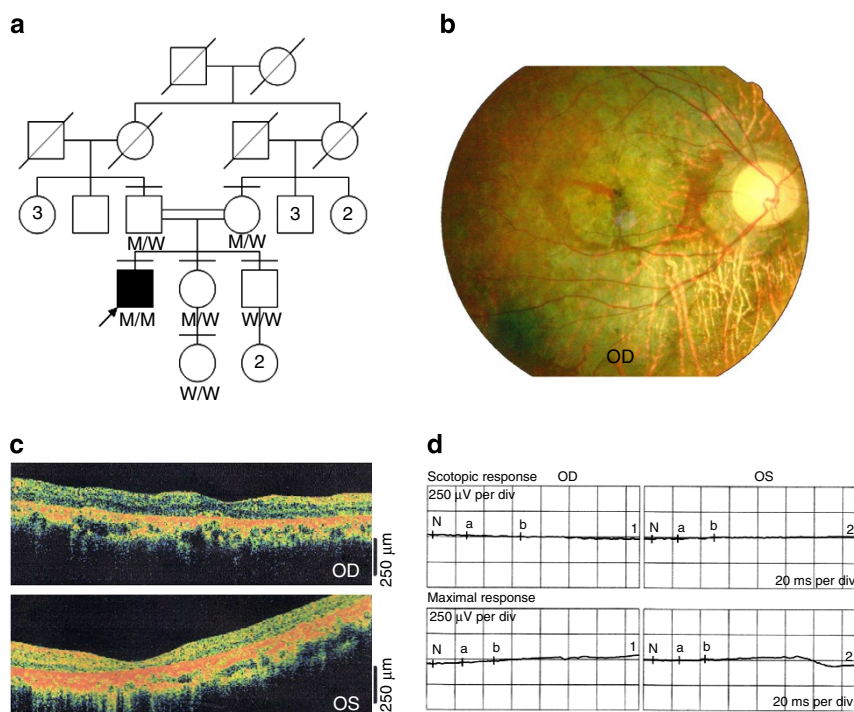 a
3
3
2
M/W
M/W
M/M
M/W
W/W
2
W/W
b
OD
c
OD
250 µm
OS
250 µm
d
Scotopic response OD OS
250 µV per div
N a b 1
N a b 2
20 ms per div
Maximal response
250 µV per div
N a b 1
N a b 2
20 ms per div